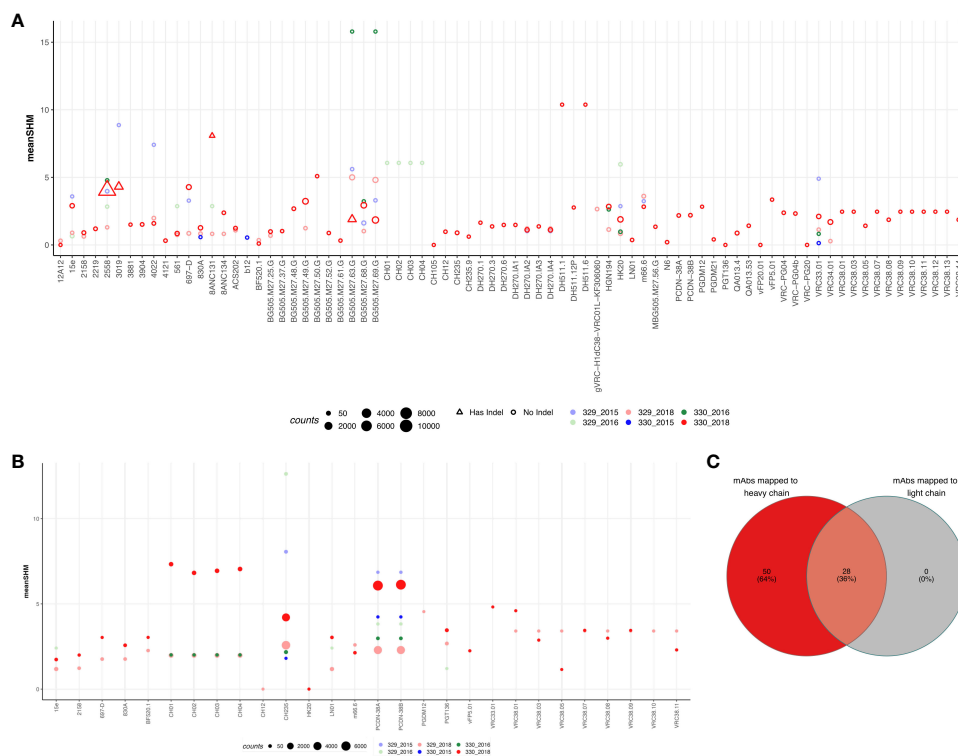 A
meanSHM
15
10
5
0
12A12
15e
2158
2219
2558
3019
3881
3904
4022
4121
561
697−D
830A
8ANC131
8ANC134
ACS202
b12
BF520.1
BG505.M27.25.G
BG505.M27.37.G
BG505.M27.48.G
BG505.M27.49.G
BG505.M27.50.G
BG505.M27.52.G
BG505.M27.61.G
BG505.M27.63.G
BG505.M27.68.G
BG505.M27.69.G
CH01
CH02
CH03
CH04
CH105
CH11
CH235
CH235.9
DH270.1
DH270.3
DH270.6
DH270.IA1
DH270.IA2
DH270.IA3
DH270.IA4
DH511.1
DH511.12P
DH511.6
gVRC−H1dC38−VRC01L−KF306060
HGN194
HK20
LN01
m66.6
MBG505.M27.56.G
N6
PCDN−38A
PCDN−38B
PGDM12
PGDM21
PGT136
QA013.4
QA013.53
vFP20.01
vFP5.01
VRC−PG04
VRC−PG04b
VRC−PG20
VRC33.01
VRC34.01
VRC38.01
VRC38.03
VRC38.05
VRC38.07
VRC38.08
VRC38.09
VRC38.10
VRC38.11
VRC38.12
VRC38.13
counts
50 4000 8000
2000 6000 10000
Has Indel No Indel
329_2015 329_2018 330_2016
329_2016 330_2015 330_2018
B
meanSHM
10
5
0
15e
2158
697−D
830A
BF520.1
CH01
CH02
CH03
CH04
CH12
CH235
HK20
LN01
m66.6
PCDN−38A
PCDN−38B
PGDM12
PGT136
vFP5.01
VRC33.01
VRC38.01
VRC38.03
VRC38.05
VRC38.07
VRC38.08
VRC38.09
VRC38.10
VRC38.11
counts 50 2000 4000 6000
329_2015 329_2018 330_2016
329_2016 330_2015 330_2018
C
mAbs mapped to
heavy chain
mAbs mapped to
light chain
50
(64%)
28
(36%)
0
(0%)